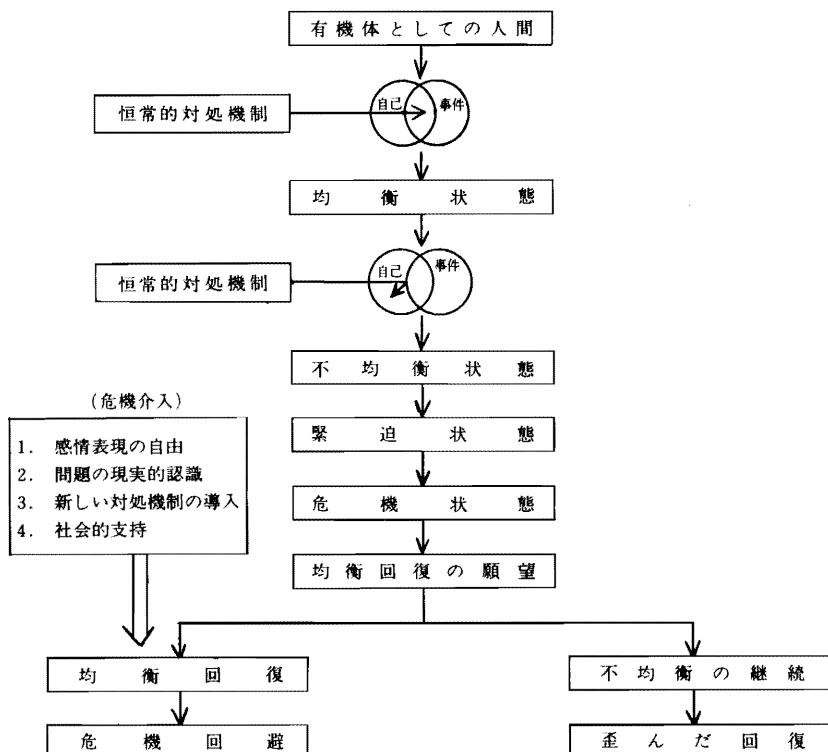 有機体としての人間
自己
事件
恒常的対処機制
均衡状態
自己
事件
恒常的対処機制
不均衡状態
(危機介入)
緊迫状態
1. 感情表現の自由
2. 問題の現実的認識
3. 新しい対処機制の導入
4. 社会的支持
危機状態
均衡回復の願望
均衡回復
不均衡の継続
危機回避
歪んだ回復